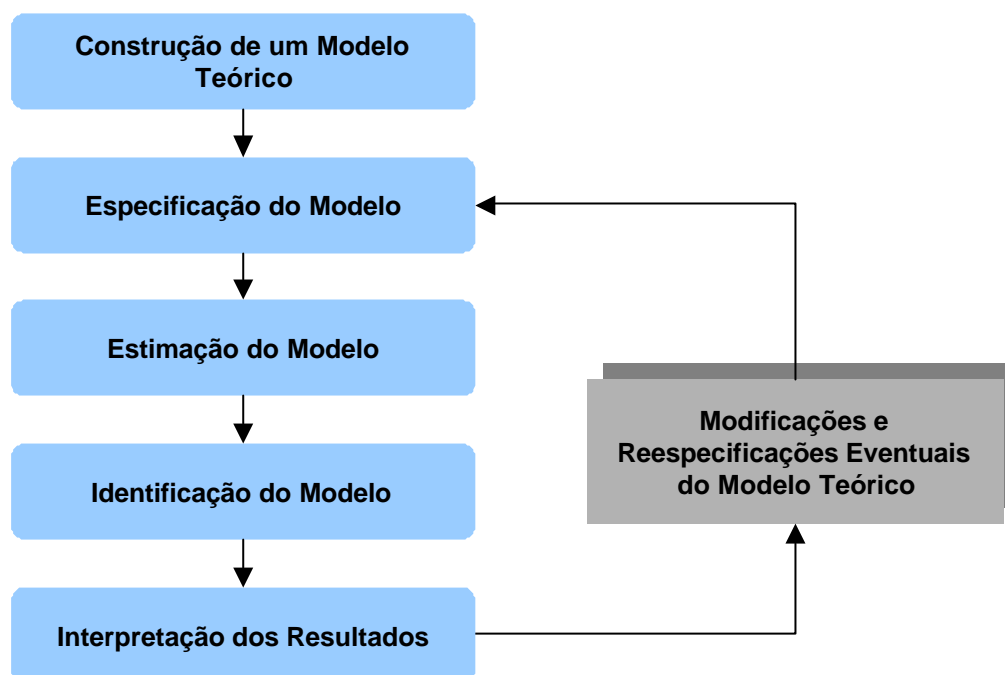 Construção de um Modelo
Teórico
Especificação do Modelo
Estimação do Modelo
Identificação do Modelo
Interpretação dos Resultados
Modificações e
Reespecificações Eventuais
do Modelo Teórico